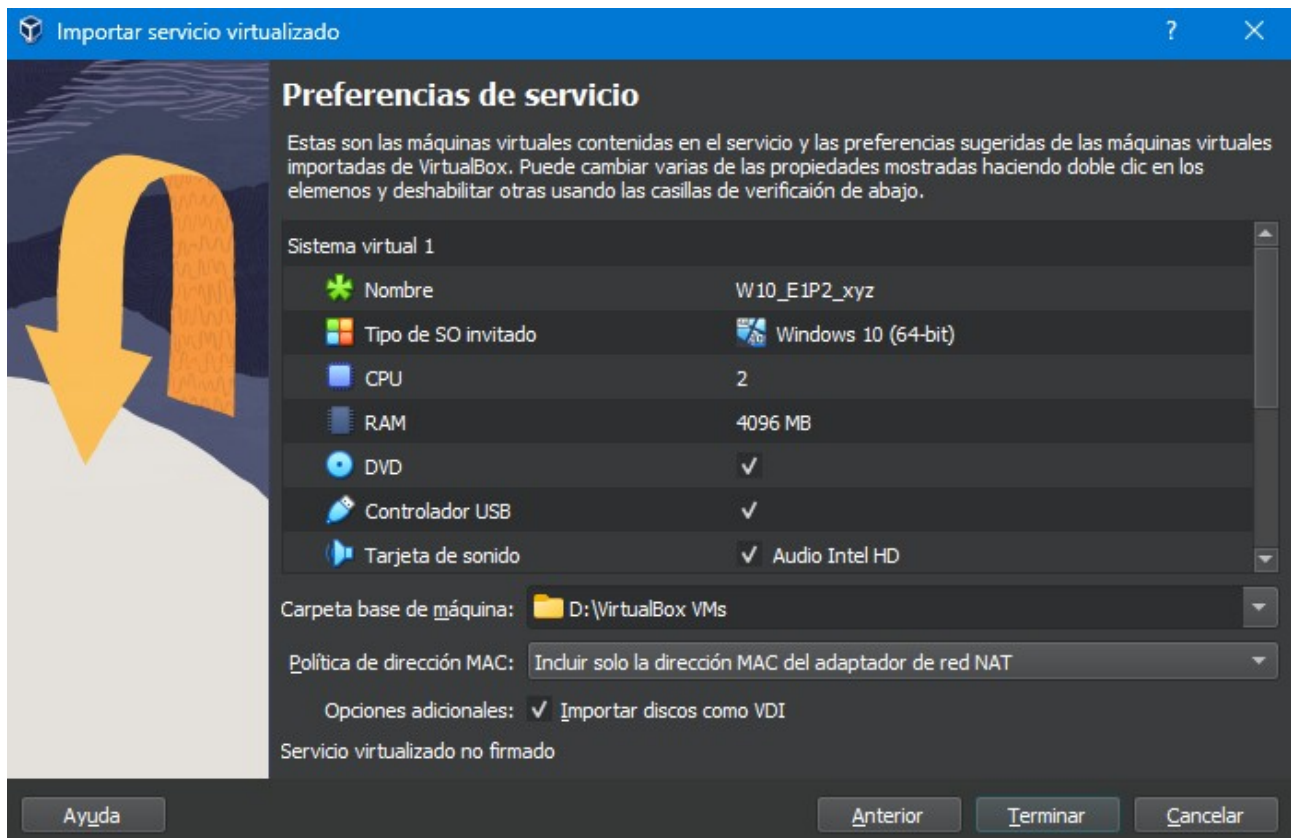 Importar servicio virtualizado
Preferencias de servicio
Estas son las máquinas virtuales contenidas en el servicio y las preferencias sugeridas de las máquinas virtuales
importadas de VirtualBox. Puede cambiar varias de las propiedades mostradas haciendo doble clic en los
elemenos y deshabilitar otras usando las casillas de verificaión de abajo.
Sistema virtual 1
Nombre W10_E1P2_xyz
Tipo de SO invitado Windows 10 (64-bit)
CPU 2
RAM 4096 MB
DVD
Controlador USB
Tarjeta de sonido Audio Intel HD
Carpeta base de máquina: D:\VirtualBox VMs
Política de dirección MAC: Incluir solo la dirección MAC del adaptador de red NAT
Opciones adicionales: Importar discos como VDI
Servicio virtualizado no firmado
Ayuda Anterior Terminar Cancelar